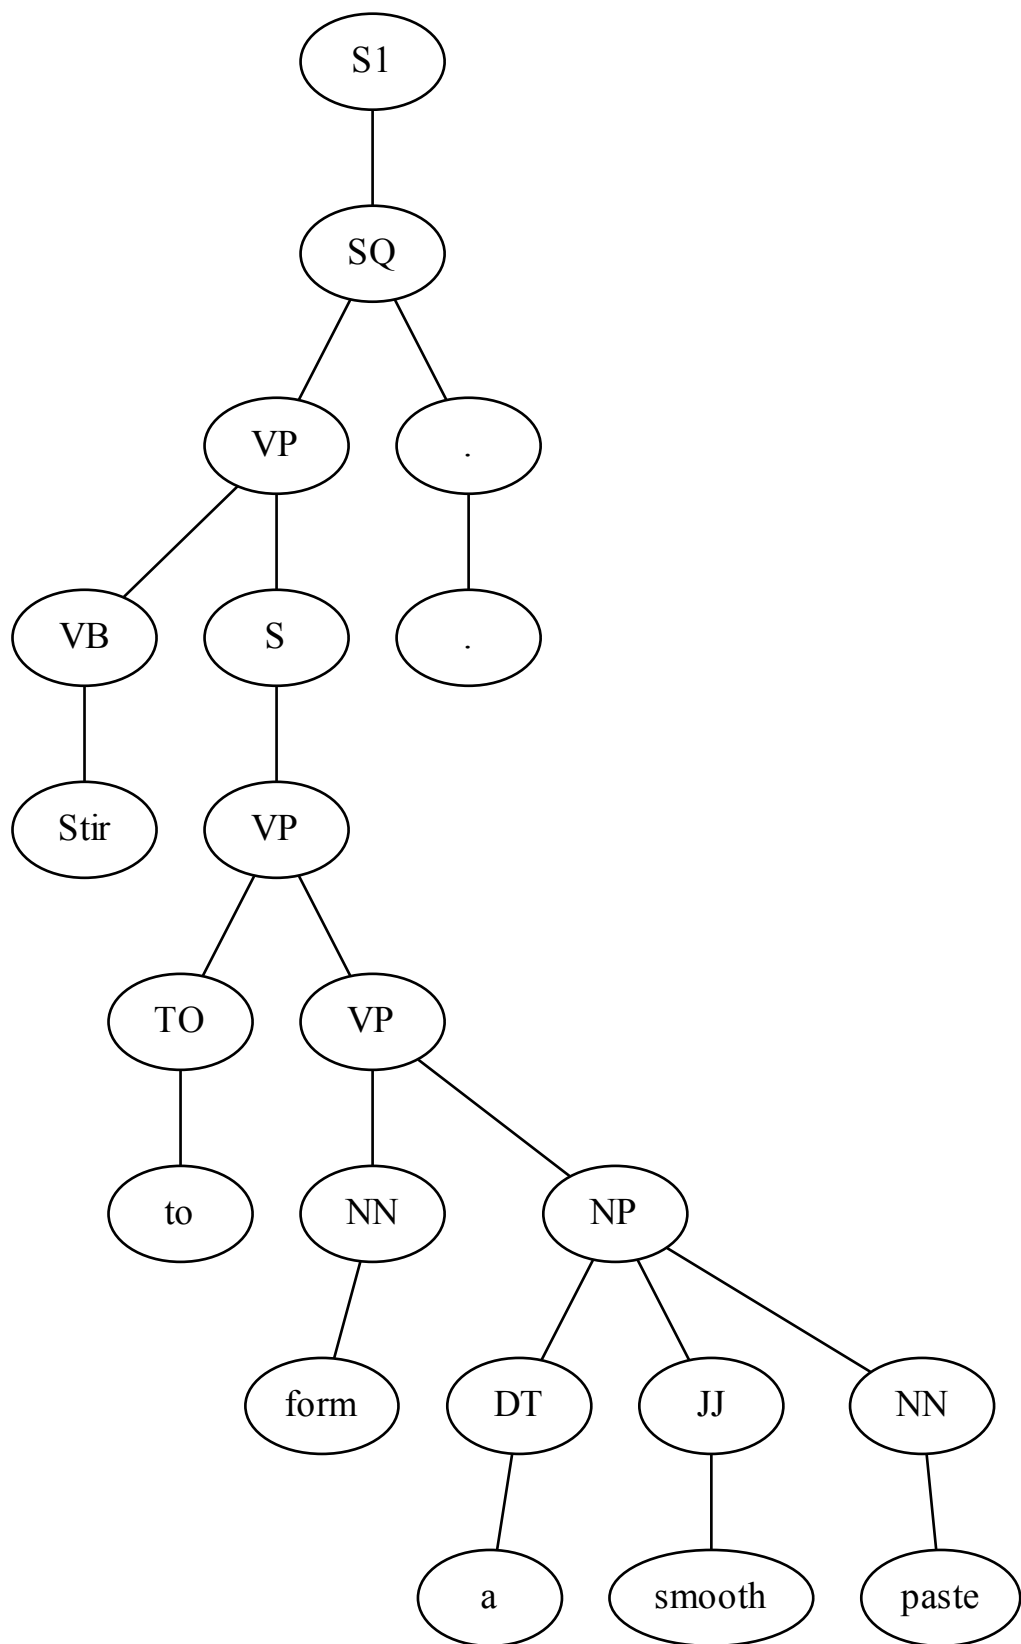 S1
SQ
VP .
VB S .
Stir VP
TO VP
to NN NP
form DT JJ NN
a smooth paste